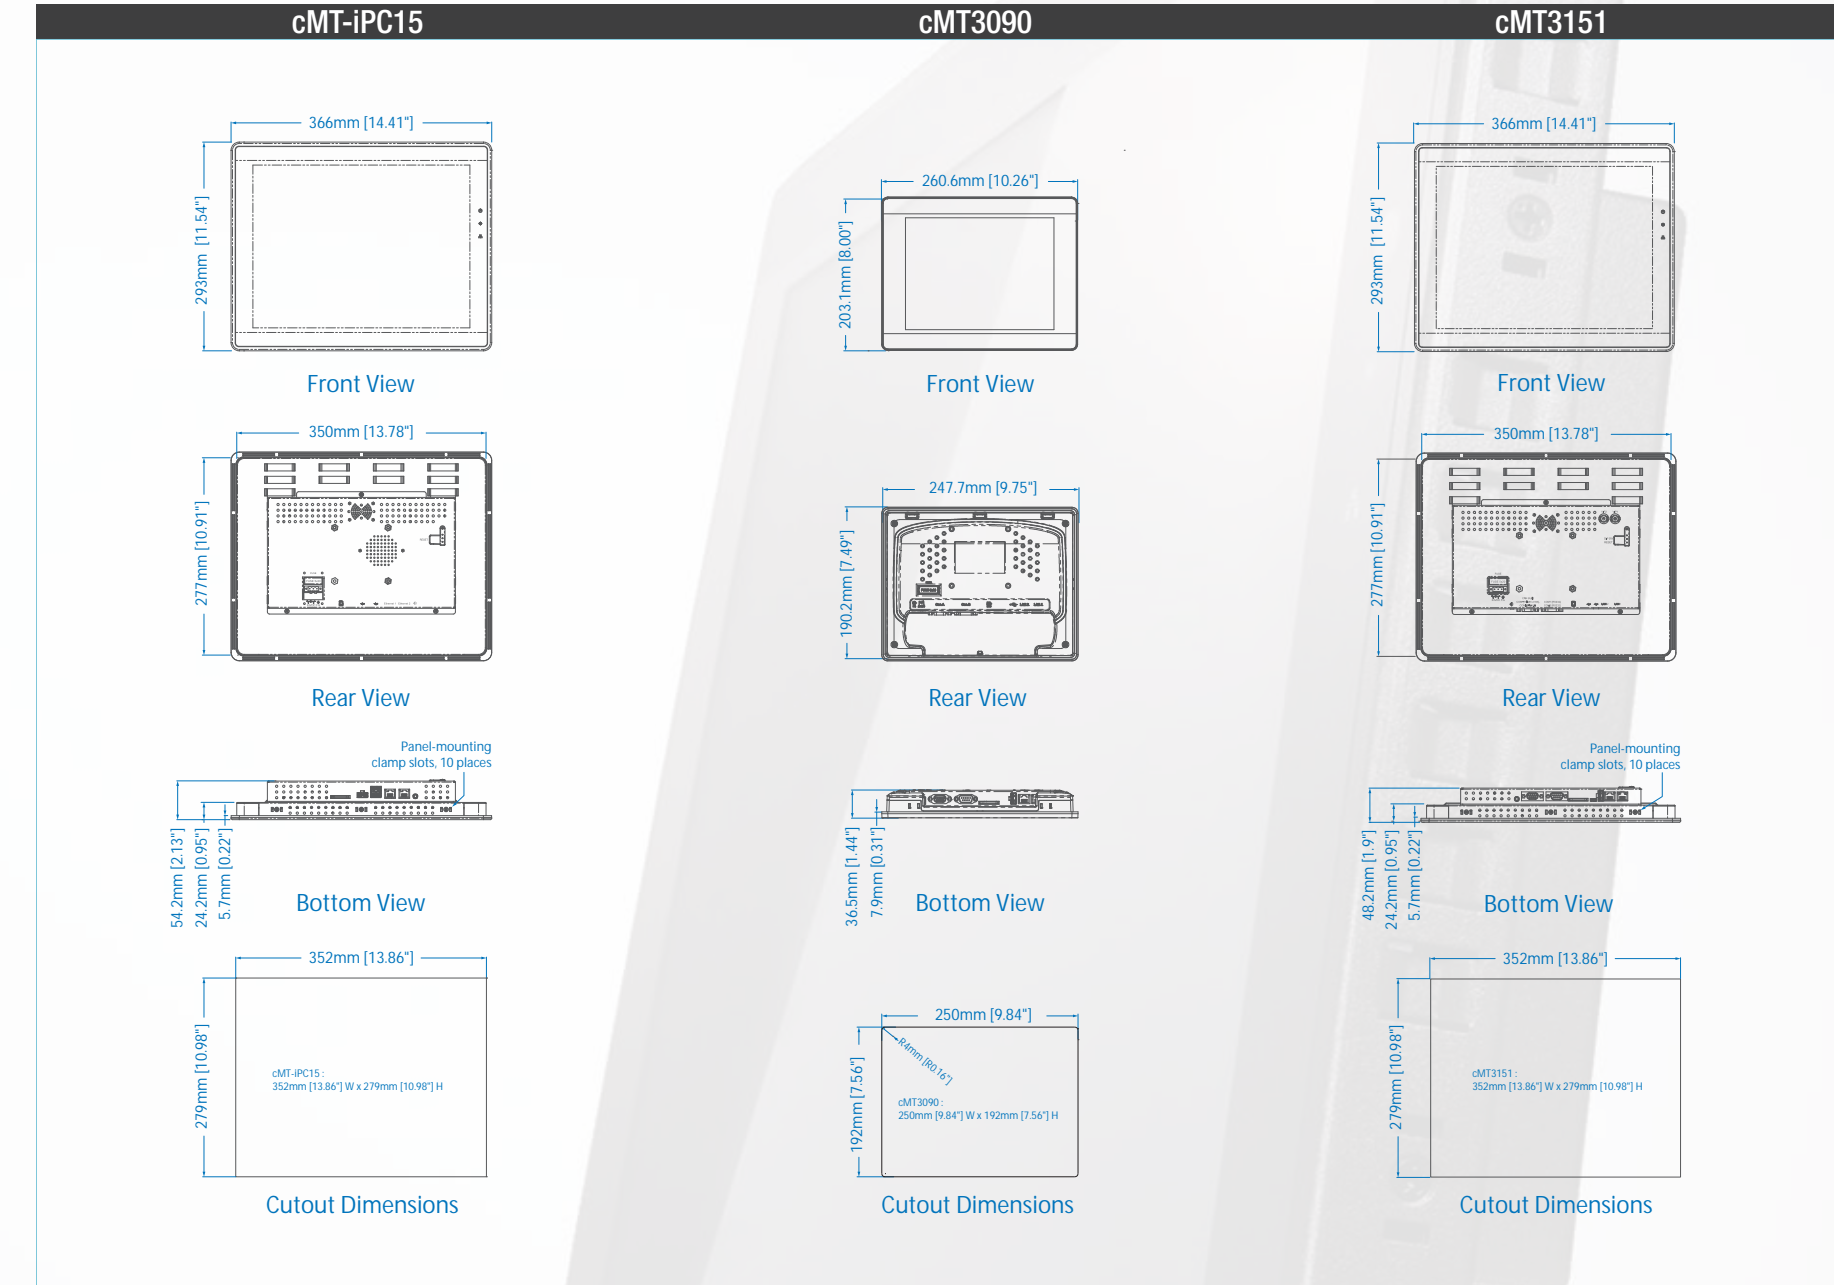 cMT-iPC15
366mm [14.41"]
293mm [11.54"]
Front View
350mm [13.78"]
277mm [10.91"]
Rear View
Panel-mounting
clamp slots, 10 places
54.2mm [2.13"]
24.2mm [0.95"]
5.7mm [0.22"]
Bottom View
352mm [13.86"]
279mm [10.98"]
cMT-iPC15 :
352mm [13.86"] W x 279mm [10.98"] H
Cutout Dimensions
cMT3090
260.6mm [10.26"]
203.1mm [8.00"]
Front View
247.7mm [9.75"]
190.2mm [7.49"]
Rear View
36.5mm [1.44"]
7.9mm [0.31"]
Bottom View
250mm [9.84"]
192mm [7.56"]
R4mm [R0.16"]
cMT3090 :
250mm [9.84"] W x 192mm [7.56"] H
Cutout Dimensions
cMT3151
366mm [14.41"]
293mm [11.54"]
Front View
350mm [13.78"]
277mm [10.91"]
Rear View
Panel-mounting
clamp slots, 10 places
48.2mm [1.9"]
24.2mm [0.95"]
5.7mm [0.22"]
Bottom View
352mm [13.86"]
279mm [10.98"]
cMT3151 :
352mm [13.86"] W x 279mm [10.98"] H
Cutout Dimensions